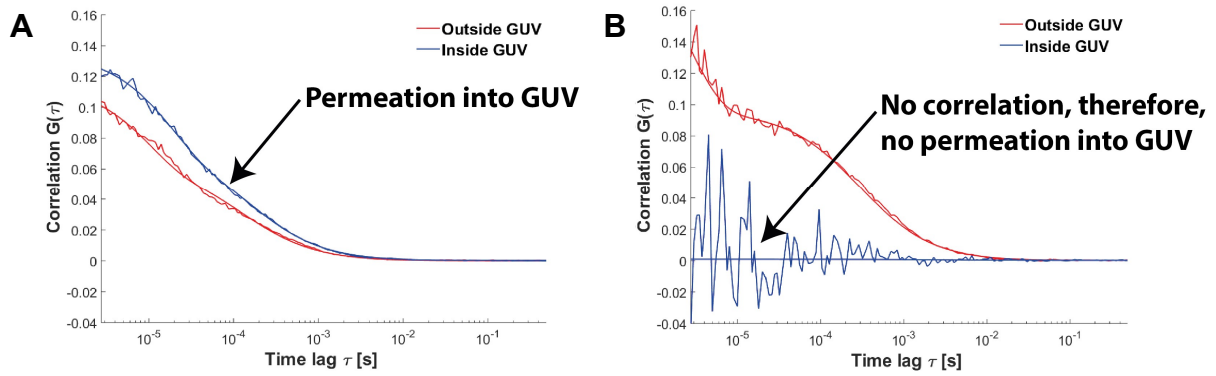 A
0.16
0.14
0.12
0.1
0.08
0.06
0.04
0.02
0
-0.02
-0.04
Correlation G(τ)
Outside GUV
Inside GUV
Permeation into GUV
10-5
10-4
10-3
10-2
10-1
Time lag τ [s]
B
0.16
0.14
0.12
0.1
0.08
0.06
0.04
0.02
0
-0.02
-0.04
Correlation G(τ)
Outside GUV
Inside GUV
No correlation, therefore,
no permeation into GUV
10-5
10-4
10-3
10-2
10-1
Time lag τ [s]